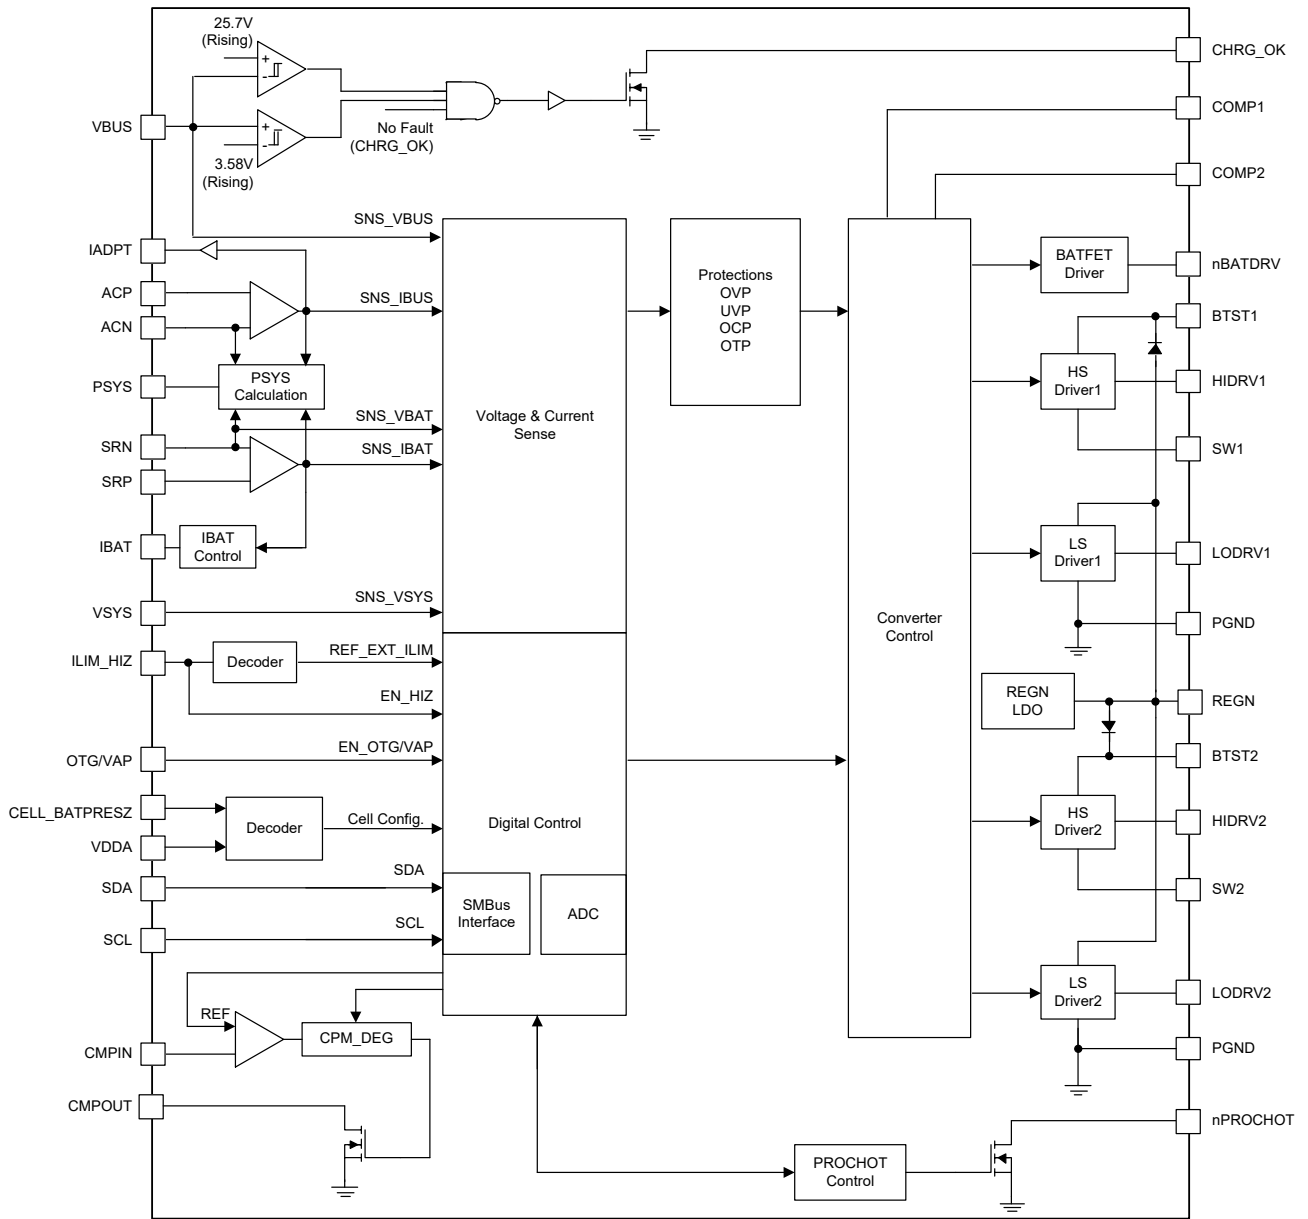 25.7V
(Rising)
+
-
VBUS
+
-
3.58V
(Rising)
No Fault
(CHRG_OK)
CHRG_OK
COMP1
COMP2
IADPT
ACP
ACN
PSYS
SRN
SRP
IBAT
VSYS
ILIM_HIZ
OTG/VAP
CELL_BATPRESZ
VDDA
SDA
SCL
CMPIN
CMPOUT
PSYS
Calculation
IBAT
Control
SNS_VBUS
SNS_IBUS
SNS_VBAT
SNS_IBAT
SNS_VSYS
Decoder
REF_EXT_ILIM
EN_HIZ
EN_OTG/VAP
Decoder
Cell Config.
SDA
SCL
REF
CPM_DEG
Voltage & Current
Sense
Digital Control
SMBus
Interface
ADC
Protections
OVP
UVP
OCP
OTP
Converter
Control
PROCHOT
Control
BATFET
Driver
HS
Driver1
LS
Driver1
REGN
LDO
HS
Driver2
LS
Driver2
nBATDRV
BTST1
HIDRV1
SW1
LODRV1
PGND
REGN
BTST2
HIDRV2
SW2
LODRV2
PGND
nPROCHOT